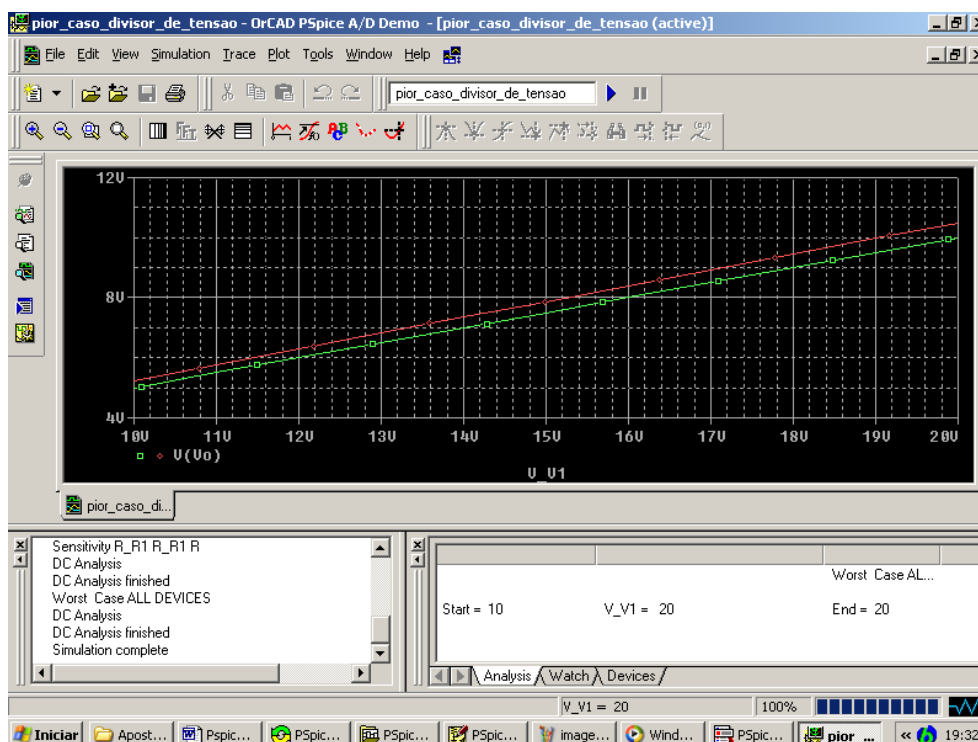 pior_caso_divisor_de_tensao - OrCAD PSpice A/D Demo - [pior_caso_divisor_de_tensao (active)]
File Edit View Simulation Trace Plot Tools Window Help
pior_caso_divisor_de_tensao
12V
8V
4V
10V 11V 12V 13V 14V 15V 16V 17V 18V 19V 20V
V(Vo)
V_V1
pior_caso_di...
Sensitivity R_R1 R_R1 R
DC Analysis
DC Analysis finished
Worst Case ALL DEVICES
DC Analysis
DC Analysis finished
Simulation complete
Worst Case AL...
Start = 10 V_V1 = 20 End = 20
Analysis Watch Devices
V_V1 = 20 100%
Iniciar Apost... Pspic... PSpic... PSpic... PSpic... image... Wind... PSpic... pior ... « 19:3